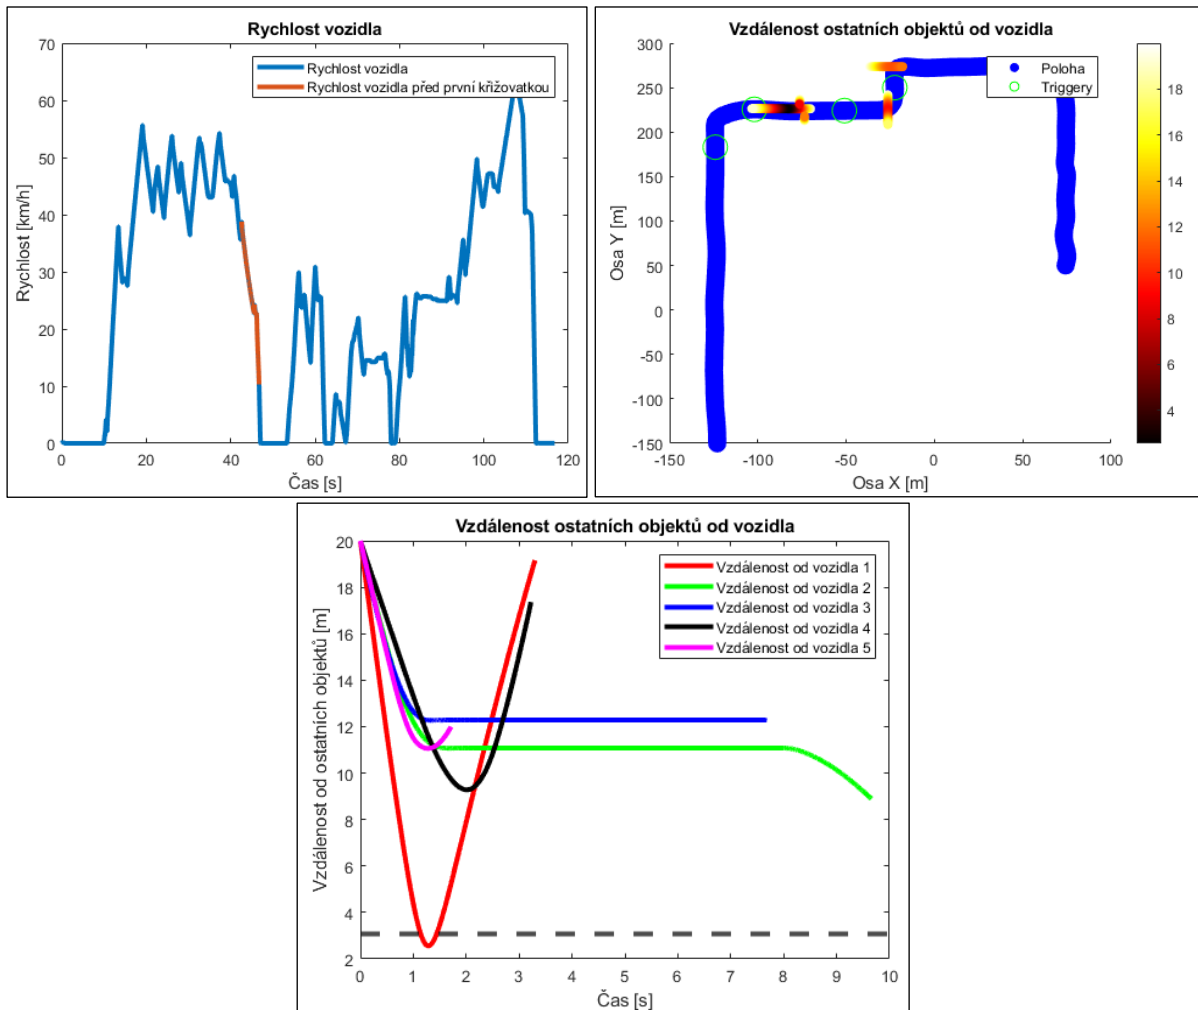 Rychlost vozidla
70
60
50
40
30
20
10
0
Rychlost [km/h]
Rychlost vozidla
Rychlost vozidla před první křižovatkou
0 20 40 60 80 100 120
Čas [s]
Vzdálenost ostatních objektů od vozidla
300
250
200
150
100
50
0
-50
-100
-150
Osa Y [m]
Poloha
Triggery
-150 -100 -50 0 50 100
Osa X [m]
18
16
14
12
10
8
6
4
Vzdálenost ostatních objektů od vozidla
20
18
16
14
12
10
8
6
4
2
Vzdálenost od ostatních objektů [m]
Vzdálenost od vozidla 1
Vzdálenost od vozidla 2
Vzdálenost od vozidla 3
Vzdálenost od vozidla 4
Vzdálenost od vozidla 5
0 1 2 3 4 5 6 7 8 9 10
Čas [s]